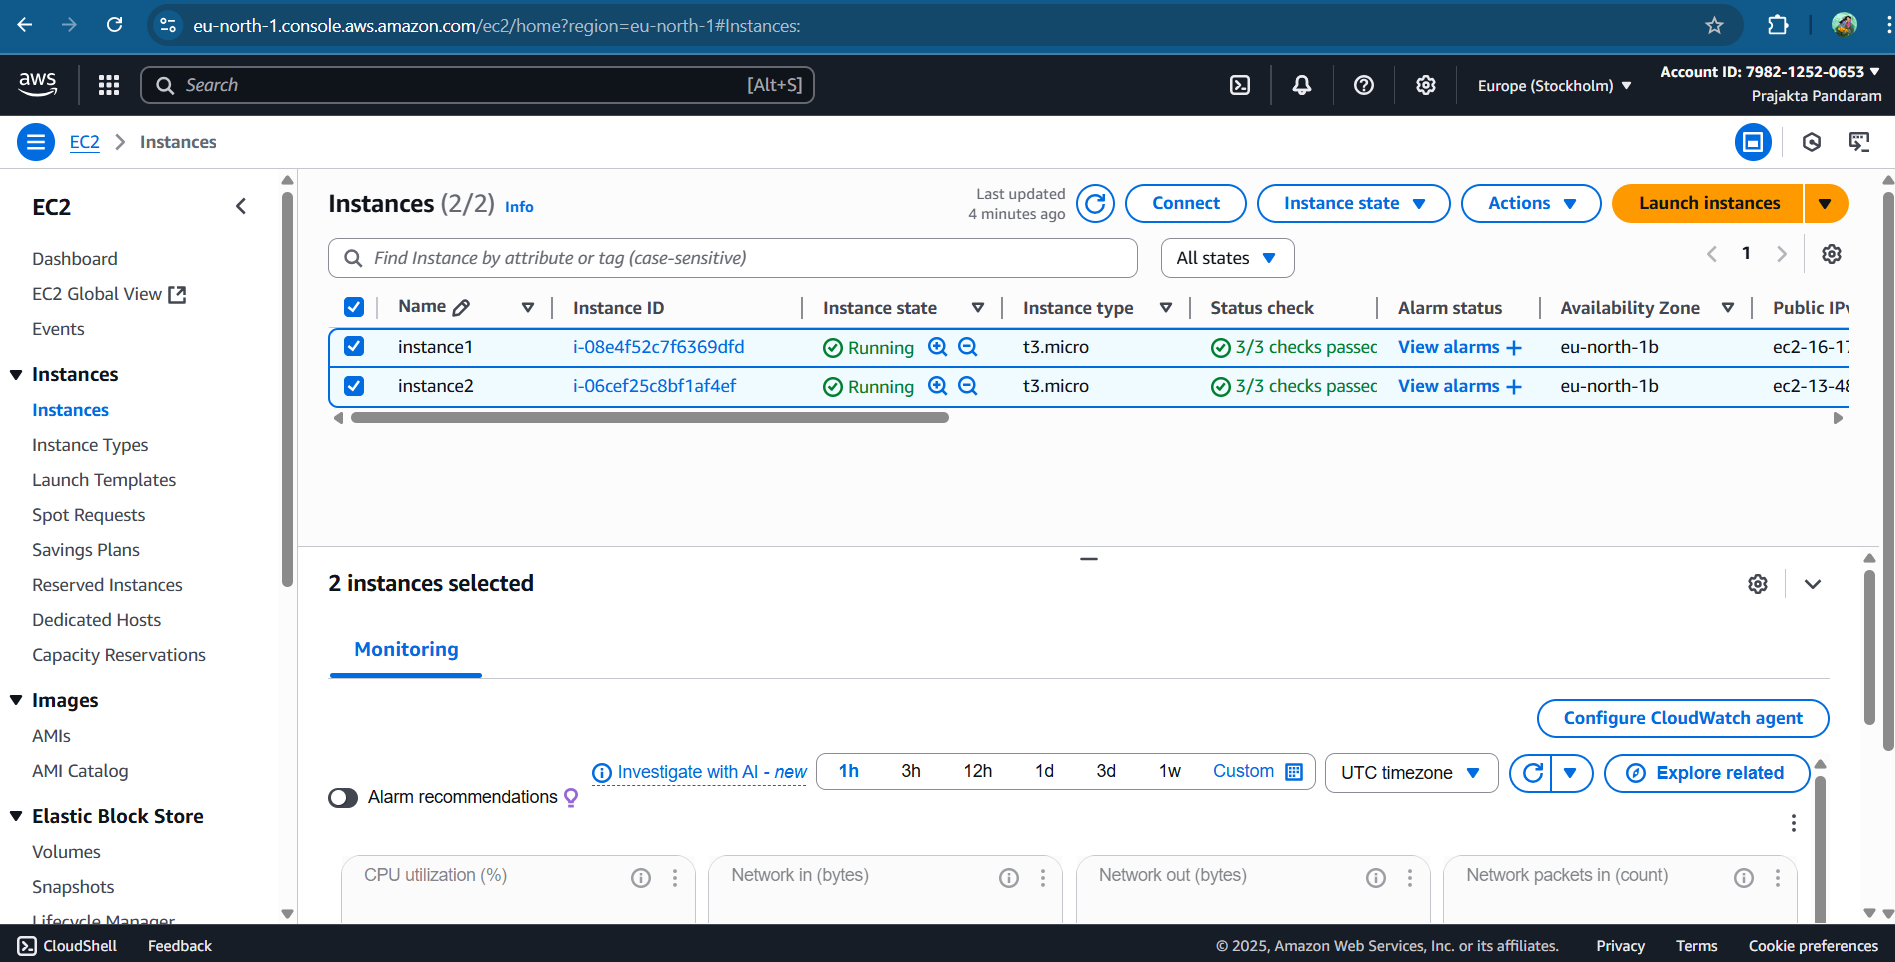 eu-north-1.console.aws.amazon.com/ec2/home?region=eu-north-1#Instances:
aws
Search [Alt+S]
Europe (Stockholm)
Account ID: 7982-1252-0653
Prajakta Pandaram
EC2 Instances
EC2
Dashboard
EC2 Global View
Events
Instances
Instances
Instance Types
Launch Templates
Spot Requests
Savings Plans
Reserved Instances
Dedicated Hosts
Capacity Reservations
Images
AMIs
AMI Catalog
Elastic Block Store
Volumes
Snapshots
Lifecycle Manager
Instances (2/2) Info
Last updated
4 minutes ago
Connect
Instance state
Actions
Launch instances
Find Instance by attribute or tag (case-sensitive)
All states
1
Name Instance ID Instance state Instance type Status check Alarm status Availability Zone Public IPv
instance1 i-08e4f52c7f6369dfd Running t3.micro 3/3 checks passed View alarms + eu-north-1b ec2-16-17
instance2 i-06cef25c8bf1af4ef Running t3.micro 3/3 checks passed View alarms + eu-north-1b ec2-13-48
2 instances selected
Monitoring
Configure CloudWatch agent
Alarm recommendations
Investigate with AI - new
1h 3h 12h 1d 3d 1w Custom
UTC timezone
Explore related
CPU utilization (%)
Network in (bytes)
Network out (bytes)
Network packets in (count)
CloudShell Feedback
© 2025, Amazon Web Services, Inc. or its affiliates. Privacy Terms Cookie preferences